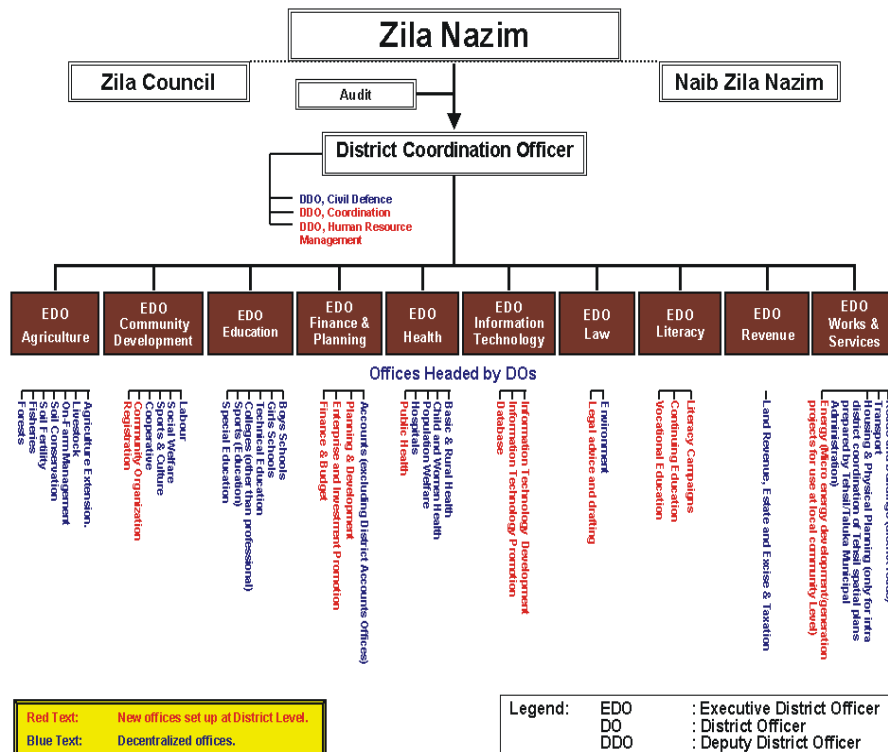 Zila Nazim
Zila Council
Naib Zila Nazim
Audit
District Coordination Officer
DDO, Civil Defence
DDO, Coordination
DDO, Human Resource
Management
EDO
Agriculture
EDO
Community
Development
EDO
Education
EDO
Finance &
Planning
EDO
Health
EDO
Information
Technology
EDO
Law
EDO
Literacy
EDO
Revenue
EDO
Works &
Services
Offices Headed by DOs
Agriculture Extension.
Livestock
On-Farm Management
Soil Conservation
Soil Fertility
Fisheries
Forests
Labour
Social Welfare
Sports & Culture
Cooperative
Community Organization
Registration
Boys Schools
Girls Schools
Technical Education
Colleges (other than professional)
Sports (Education)
Special Education
Accounts (excluding District Accounts Offices)
Planning & Development
Enterprise and Investment Promotion
Finance & Budget
Basic & Rural Health
Child and Women Health
Population Welfare
Hospitals
Public Health
Information Technology Development
Information Technology Promotion
Database
Environment
Legal advice and drafting
Literacy Campaigns
Continuing Education
Vocational Education
Land Revenue, Estate and Excise & Taxation
Transport
Housing & Physical Planning (only for infra
district coordination of Tehsil spatial plans
prepared by Tehsil/Taluka Municipal
Administration)
Energy (Micro energy development/generation
projects for use at local community Level)
Red Text: New offices set up at District Level.
Blue Text: Decentralized offices.
Legend: EDO : Executive District Officer
DO : District Officer
DDO : Deputy District Officer